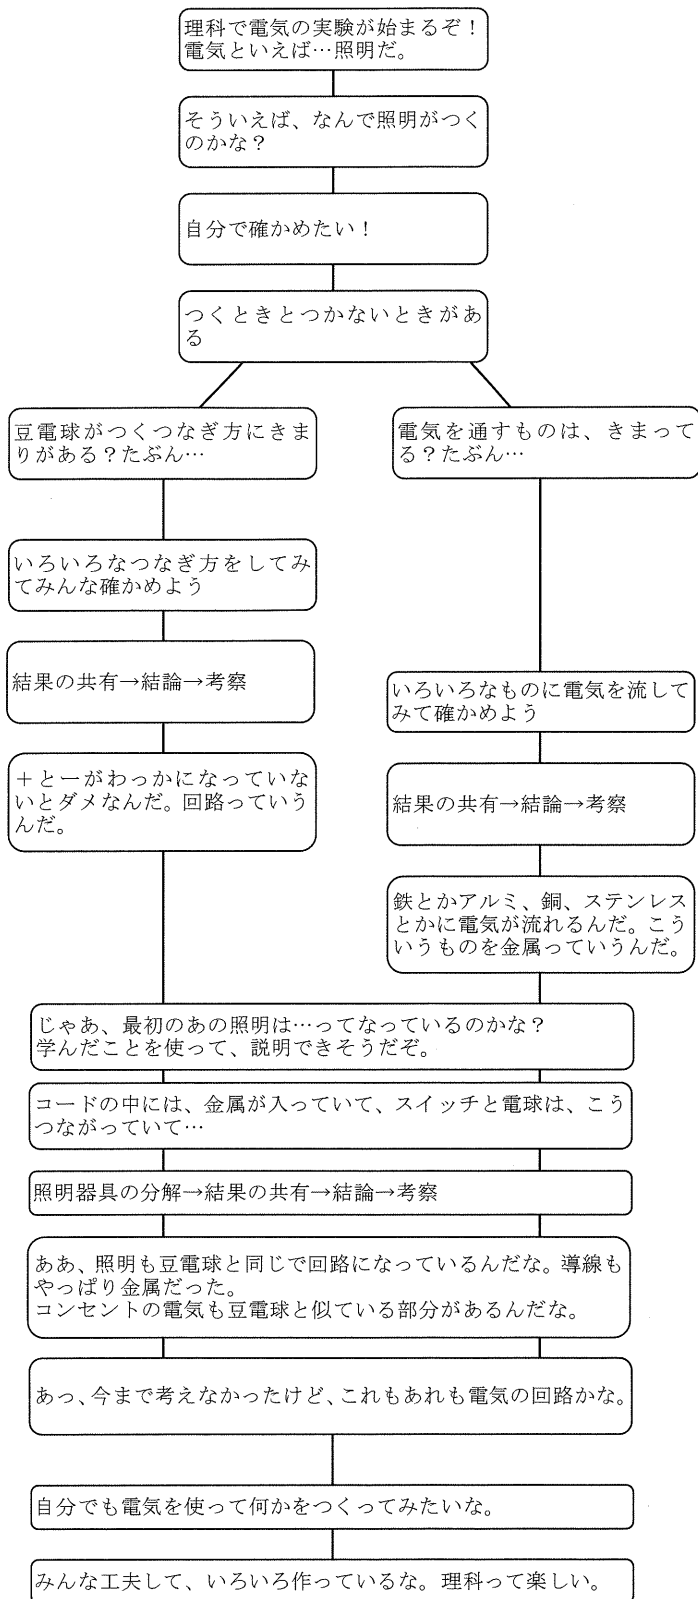 理科で電気の実験が始まるぞ！
電気といえば…照明だ。
そういえば、なんで照明がつく
のかな？
自分で確かめたい！
つくときとつかないときがあ
る
豆電球がつくつなぎ方にきま
りがある？たぶん…
いろいろなつなぎ方をしてみ
てみんな確かめよう
結果の共有→結論→考察
＋とーがわっかになっていな
いとダメなんだ。回路っていう
んだ。
電気を通すものは、きまって
る？たぶん…
いろいろなものに電気を流して
みて確かめよう
結果の共有→結論→考察
鉄とかアルミ、銅、ステンレス
とかに電気が流れるんだ。こう
いうものを金属っていうんだ。
じゃあ、最初のあの照明は…ってなっているのかな？
学んだことを使って、説明できそうだぞ。
コードの中には、金属が入っていて、スイッチと電球は、こう
つながっていて…
照明器具の分解→結果の共有→結論→考察
ああ、照明も豆電球と同じで回路になっているんだな。導線も
やっぱり金属だった。
コンセントの電気も豆電球と似ている部分があるんだな。
あっ、今まで考えなかったけど、これもあれも電気の回路かな。
自分でも電気を使って何かをつくってみたいな。
みんな工夫して、いろいろ作っているな。理科って楽しい。